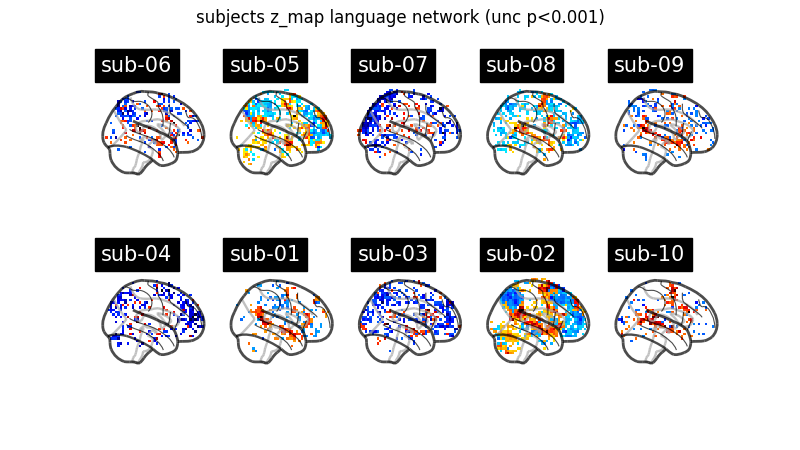 subjects z_map language network (unc p<0.001)
sub-06
sub-05
sub-07
sub-08
sub-09
sub-04
sub-01
sub-03
sub-02
sub-10